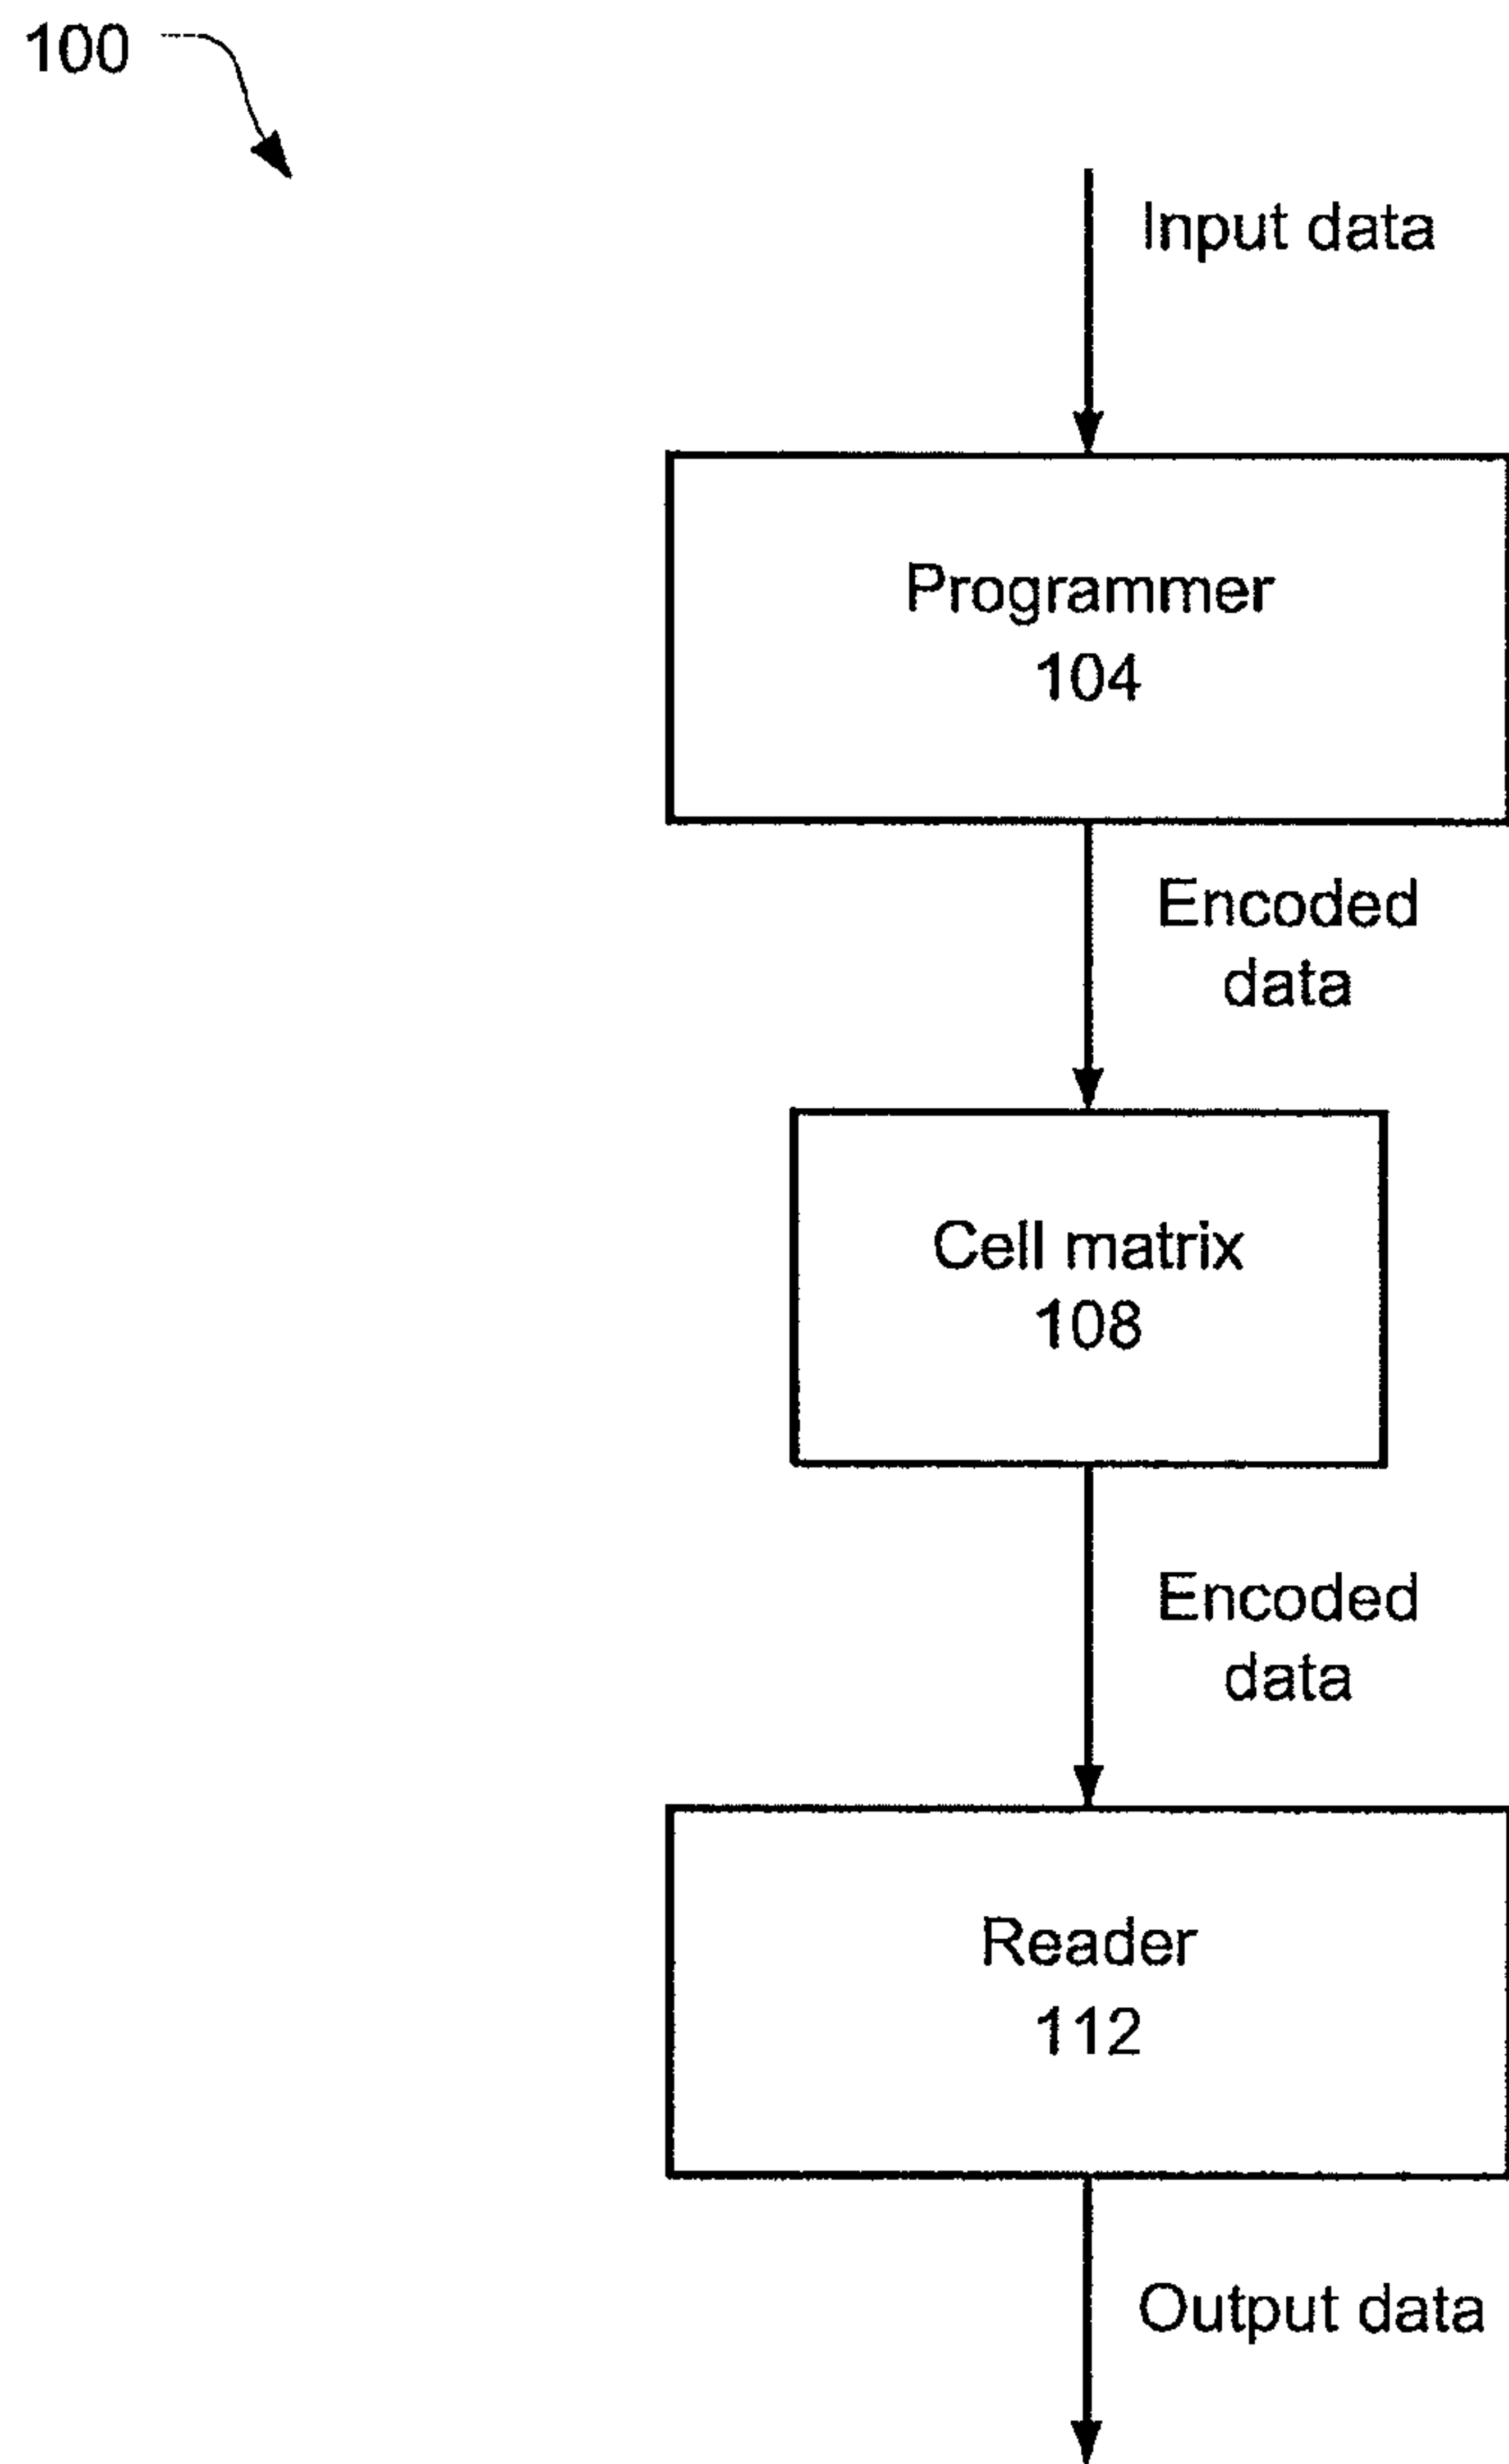 100
Input data
Programmer
104
Encoded
data
Cell matrix
108
Encoded
data
Reader
112
Output data